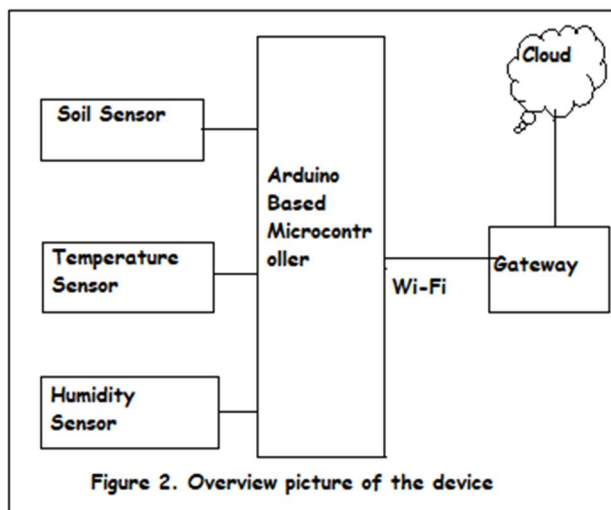 Soil Sensor
Temperature
Sensor
Humidity
Sensor
Arduino
Based
Microcontr
oller
Wi-Fi
Gateway
Cloud
Figure 2. Overview picture of the device